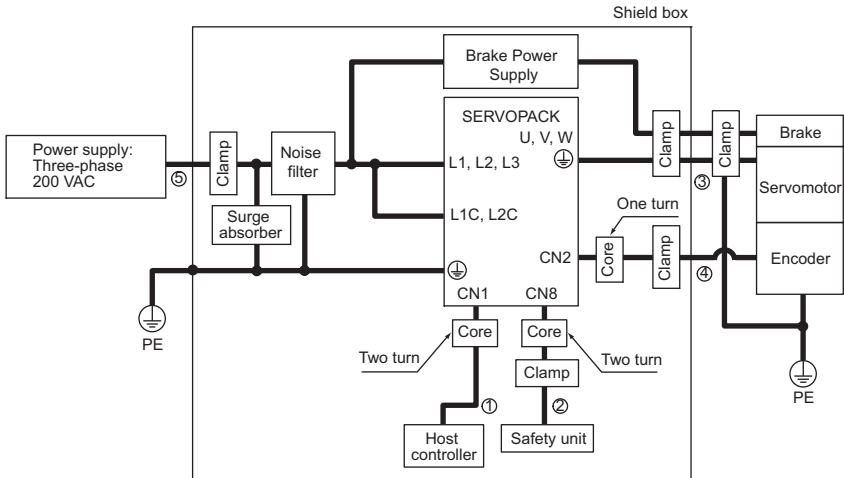 Shield box
Brake Power
Supply
SERVOPACK
U, V, W
Power supply:
Three-phase
200 VAC
⑤
Clamp
Noise
filter
L1, L2, L3
Clamp
Clamp
③
Brake
Servomotor
Surge
absorber
L1C, L2C
One turn
CN2
Core
Clamp
④
Encoder
PE
CN1
CN8
Core
Core
Two turn
Two turn
Clamp
①
②
PE
Host
controller
Safety unit